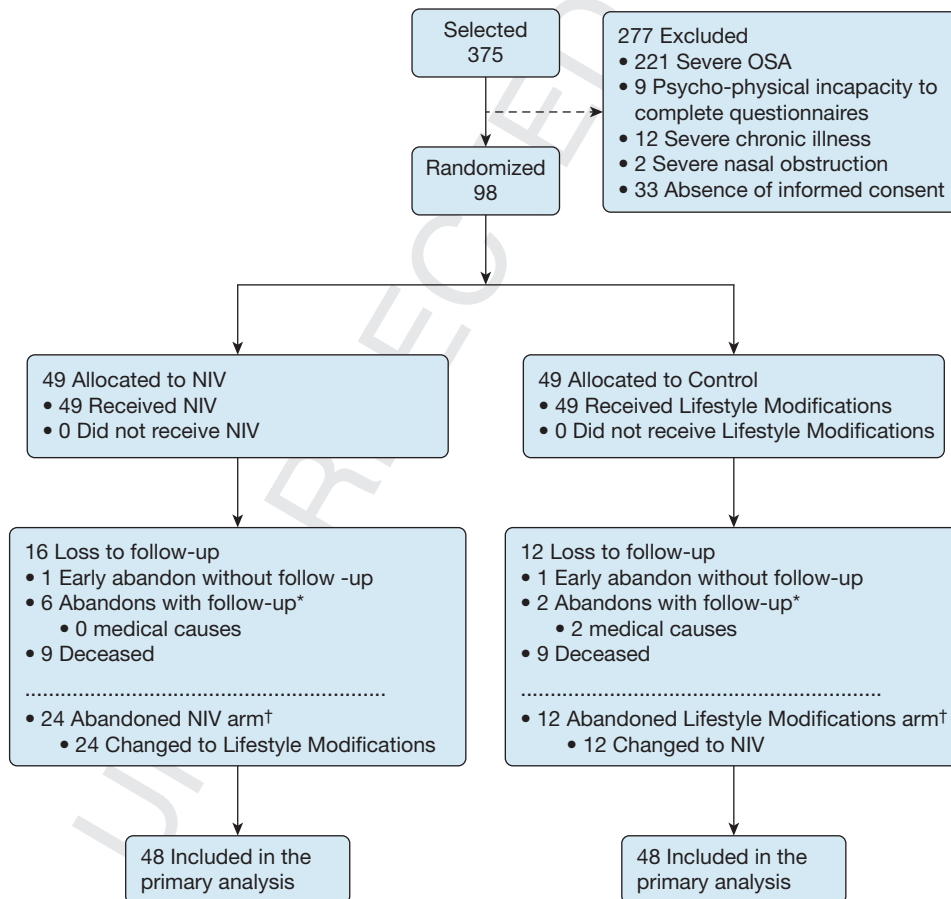 Selected
375
277 Excluded
• 221 Severe OSA
• 9 Psycho-physical incapacity to
complete questionnaires
• 12 Severe chronic illness
• 2 Severe nasal obstruction
• 33 Absence of informed consent
Randomized
98
49 Allocated to NIV
• 49 Received NIV
• 0 Did not receive NIV
49 Allocated to Control
• 49 Received Lifestyle Modifications
• 0 Did not receive Lifestyle Modifications
16 Loss to follow-up
• 1 Early abandon without follow -up
• 6 Abandons with follow-up*
• 0 medical causes
• 9 Deceased
• 24 Abandoned NIV arm†
• 24 Changed to Lifestyle Modifications
12 Loss to follow-up
• 1 Early abandon without follow-up
• 2 Abandons with follow-up*
• 2 medical causes
• 9 Deceased
• 12 Abandoned Lifestyle Modifications arm†
• 12 Changed to NIV
48 Included in the
primary analysis
48 Included in the
primary analysis